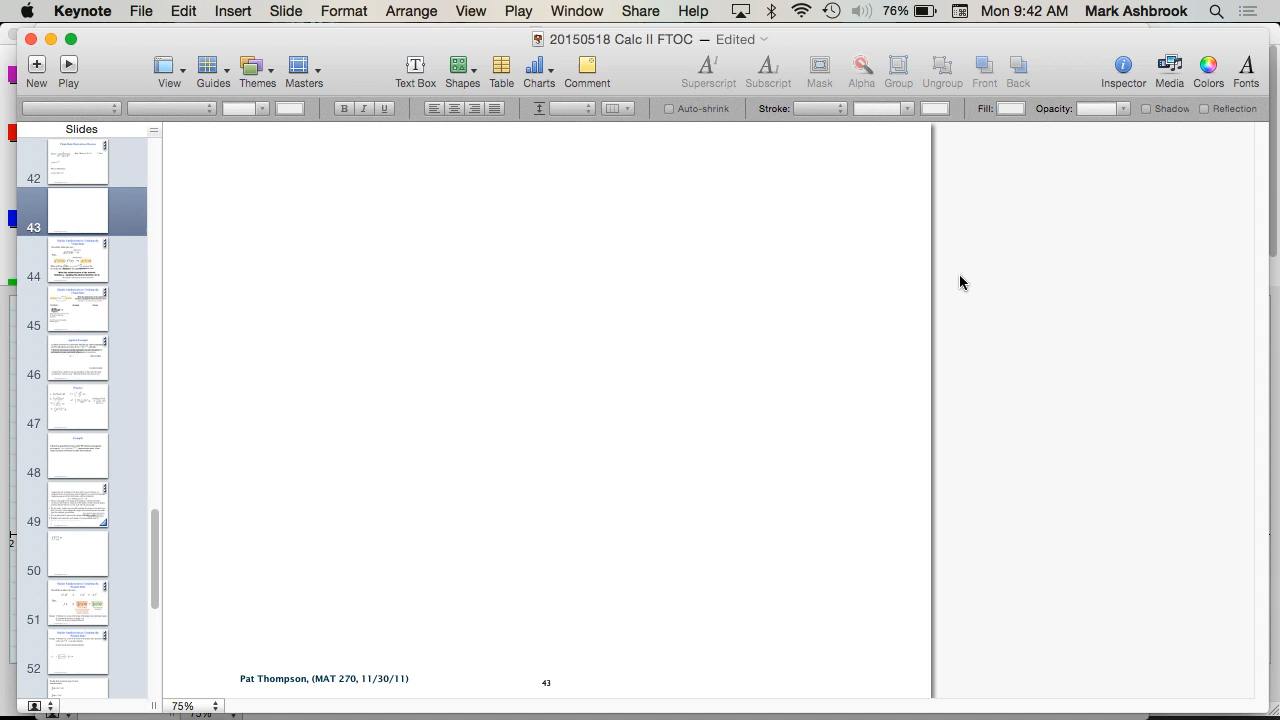 Keynote File Edit Insert Slide Format Arrange View Play Window Share Help 76% Mon 9:42 AM Mark Ashbrook
20150518 Calc II FTOC — Edited
New Play View Guides Themes Masters Text Box Shapes Table Charts Comment Superscript Subscript Mask Alpha Group Ungroup Front Back Inspector Media Colors Fonts
B I U Auto-shrink Stroke: Fill: Opacity: Shadow Reflection
Slides
42
43
44
45
46
47
48
49
50
51
52
Pat Thompson, (MAT 270, 11/30/11)
43
75%